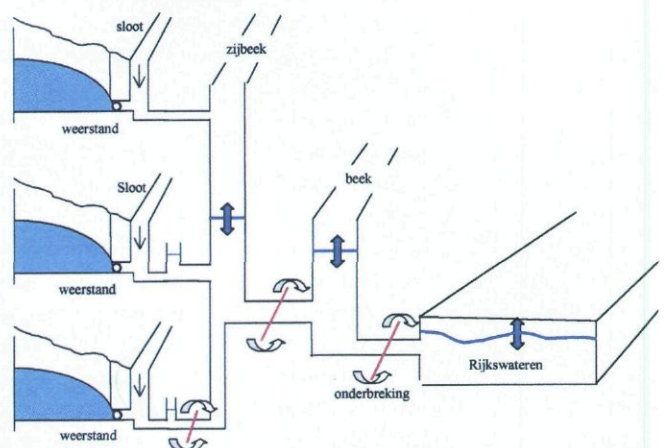 sloot
zijbeek
weerstand
Sloot
beek
weerstand
Rijkswateren
onderbreking
weerstand